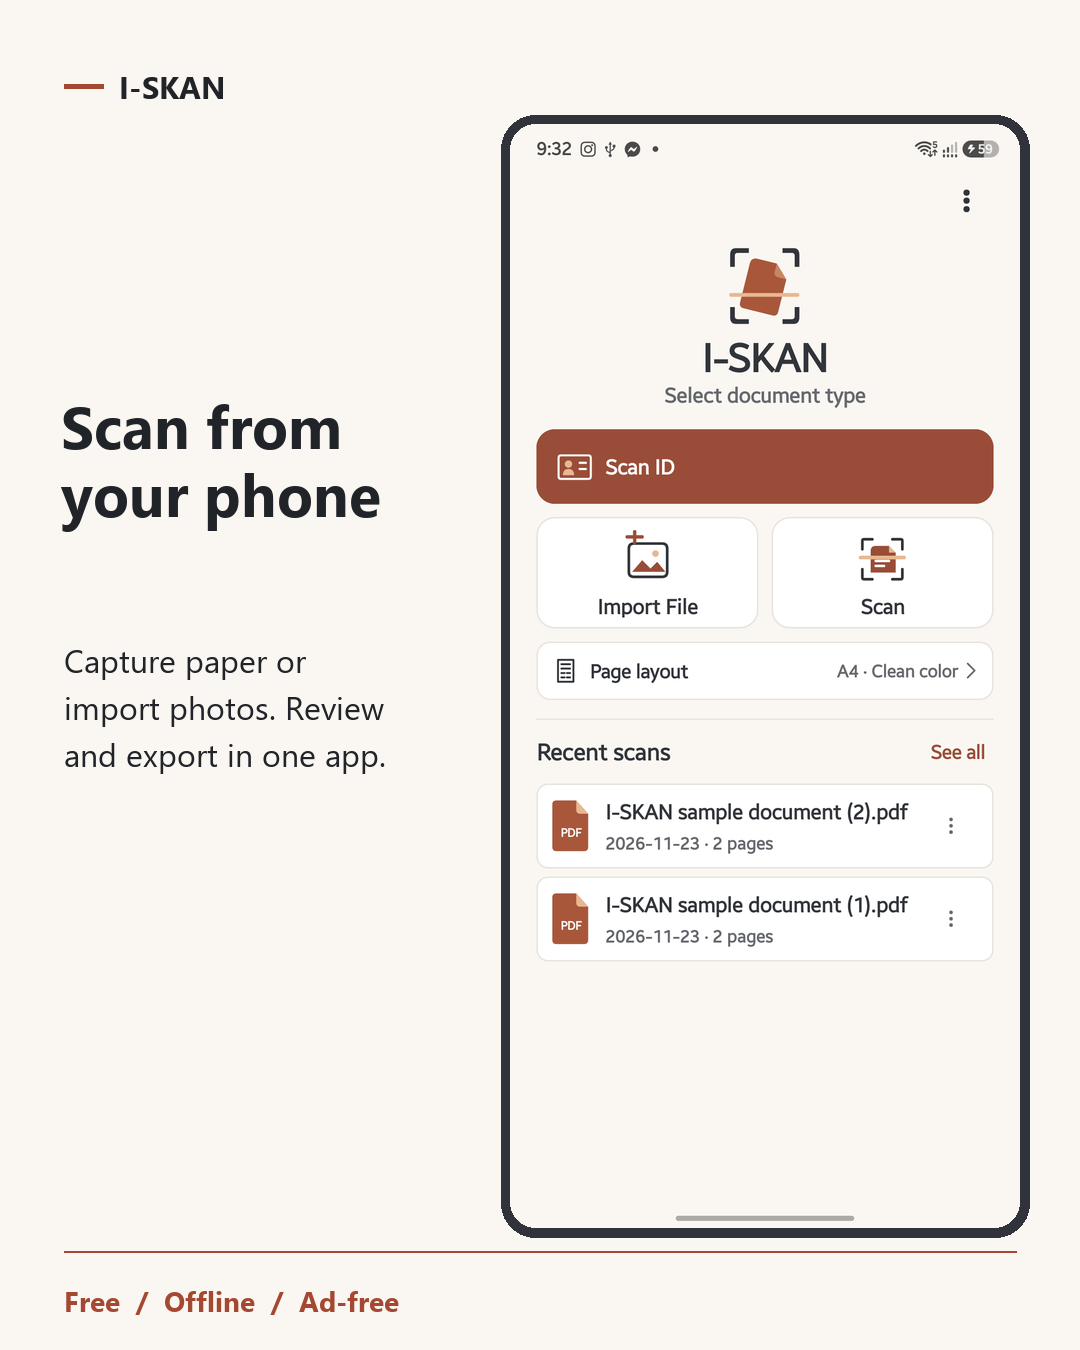 I-SKAN
Scan from
your phone
Capture paper or
import photos. Review
and export in one app.
9:32
59
I-SKAN
Select document type
Scan ID
Import File
Scan
Page layout
A4 · Clean color
Recent scans
See all
PDF
I-SKAN sample document (2).pdf
2026-11-23 · 2 pages
PDF
I-SKAN sample document (1).pdf
2026-11-23 · 2 pages
Free / Offline / Ad-free